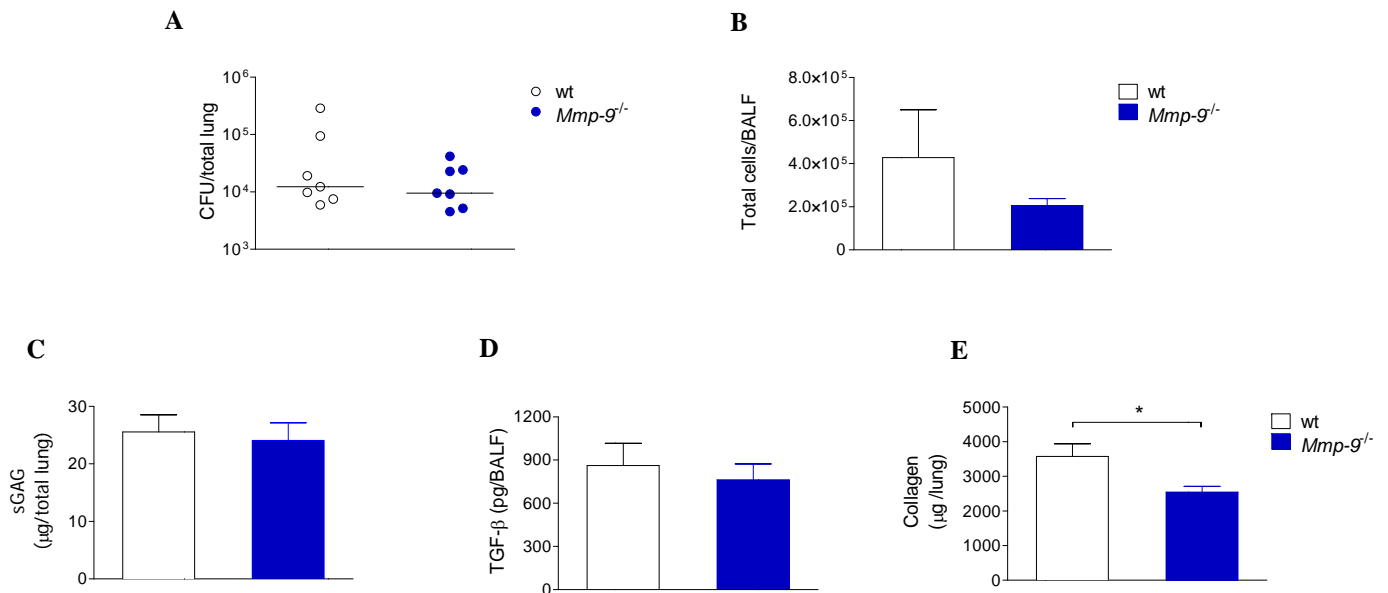 A
CFU/total lung
10⁶
10⁵
10⁴
10³
wt
Mmp-9⁻/⁻
B
Total cells/BALF
8.0×10⁵
6.0×10⁵
4.0×10⁵
2.0×10⁵
0
wt
Mmp-9⁻/⁻
C
sGAG
(µg/total lung)
30
20
10
0
D
TGF-β (pg/BALF)
1200
900
600
300
0
E
Collagen
(µg /lung)
5000
4000
3000
2000
1000
0
*
wt
Mmp-9⁻/⁻